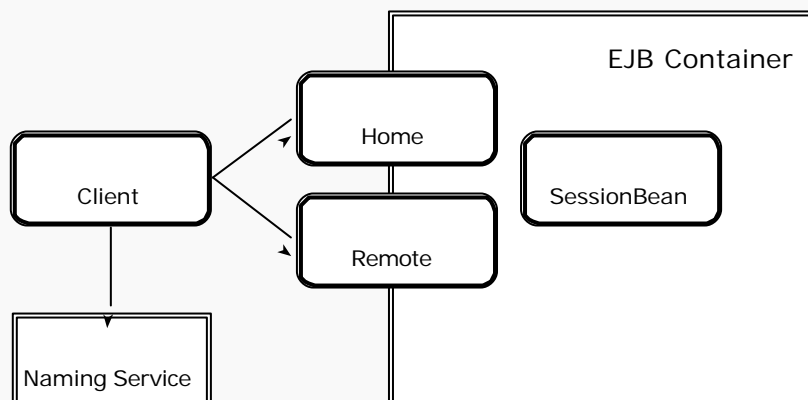 EJB Container
Home
Client
SessionBean
Remote
Naming Service